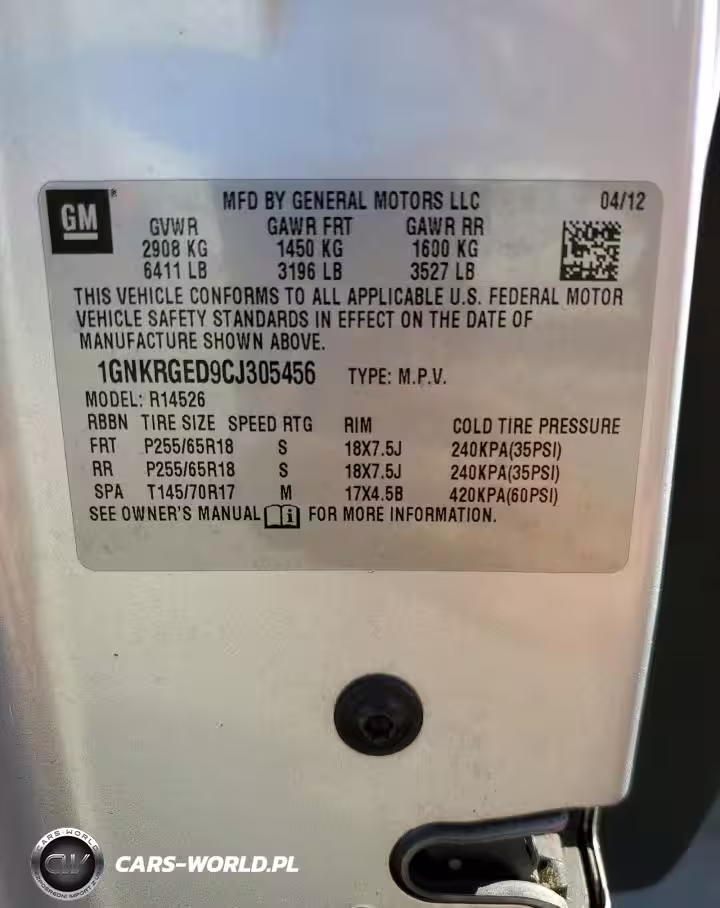 GM ® MFD BY GENERAL MOTORS LLC 04/12
GVWR GAWR FRT GAWR RR
2908 KG 1450 KG 1600 KG
6411 LB 3196 LB 3527 LB
THIS VEHICLE CONFORMS TO ALL APPLICABLE U.S. FEDERAL MOTOR
VEHICLE SAFETY STANDARDS IN EFFECT ON THE DATE OF
MANUFACTURE SHOWN ABOVE.
1GNKRGED9CJ305456 TYPE: M.P.V.
MODEL: R14526
RBBN TIRE SIZE SPEED RTG RIM COLD TIRE PRESSURE
FRT P255/65R18 S 18X7.5J 240KPA(35PSI)
RR P255/65R18 S 18X7.5J 240KPA(35PSI)
SPA T145/70R17 M 17X4.5B 420KPA(60PSI)
SEE OWNER'S MANUAL FOR MORE INFORMATION.
CARS-WORLD
CW
CARS-WORLD.PL